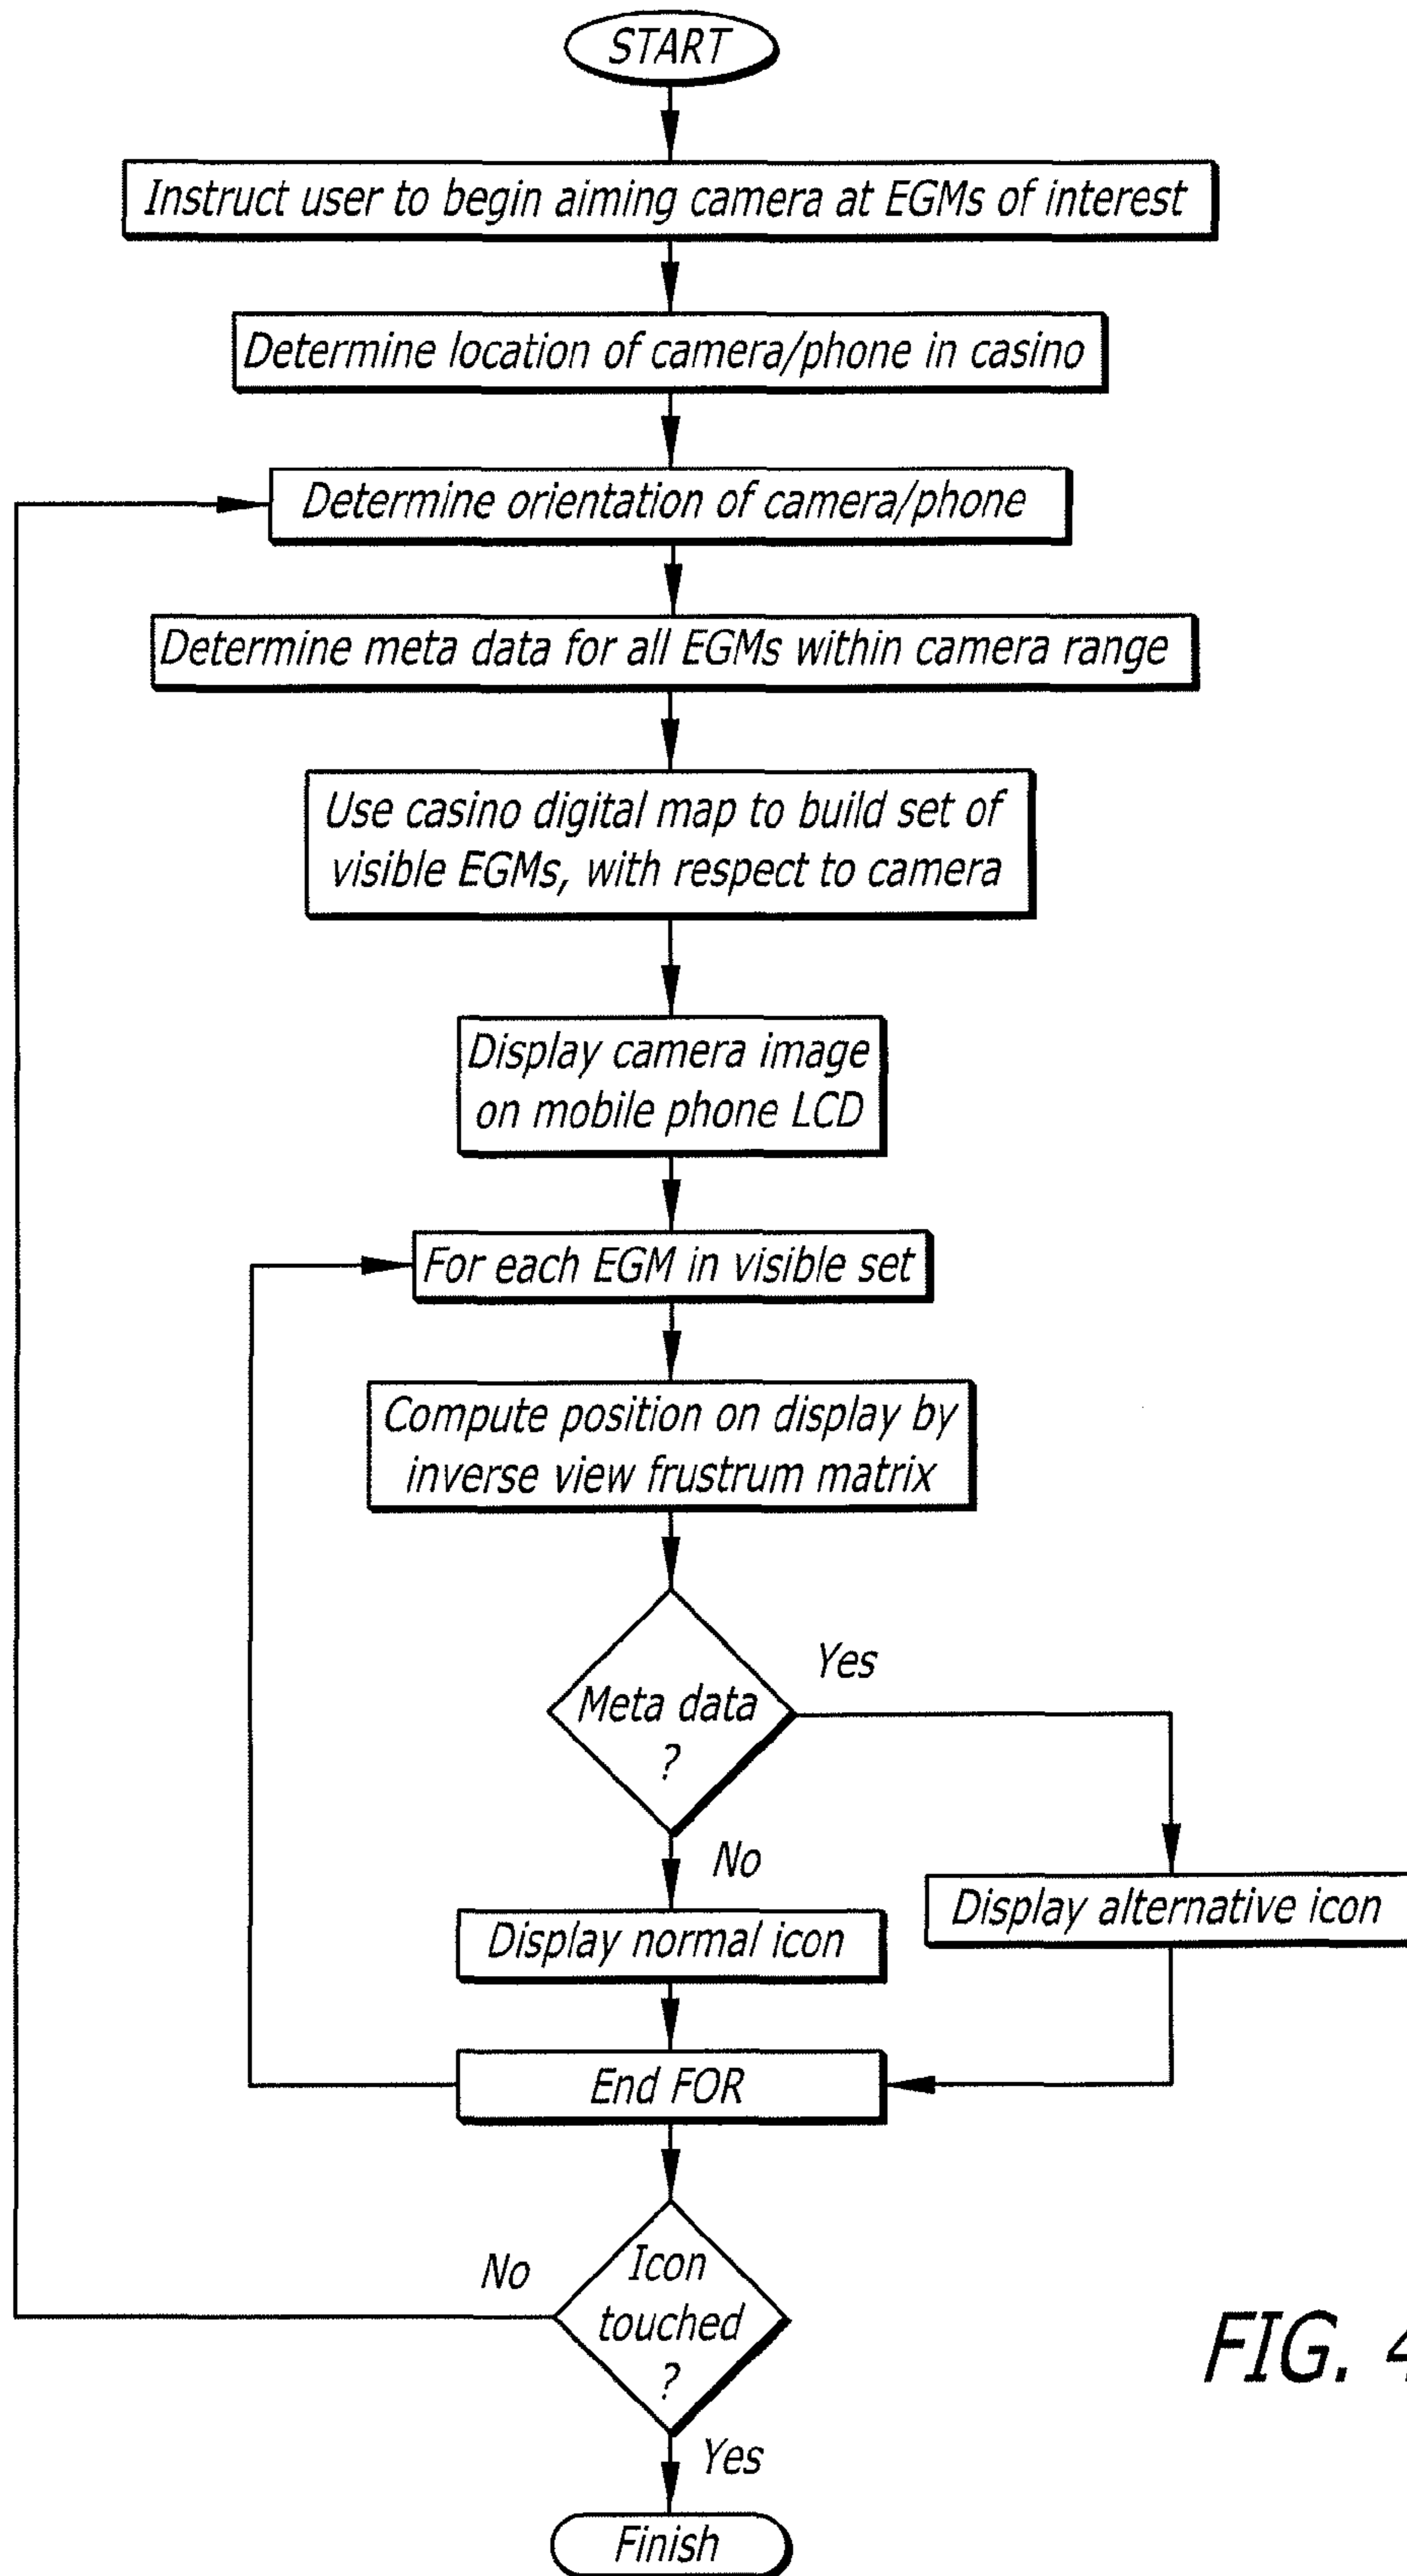 START
Instruct user to begin aiming camera at EGMs of interest
Determine location of camera/phone in casino
Determine orientation of camera/phone
Determine meta data for all EGMs within camera range
Use casino digital map to build set of
visible EGMs, with respect to camera
Display camera image
on mobile phone LCD
For each EGM in visible set
Compute position on display by
inverse view frustrum matrix
Yes
Meta data
?
No
Display alternative icon
Display normal icon
End FOR
No
Icon
touched
?
Yes
Finish
FIG. 4